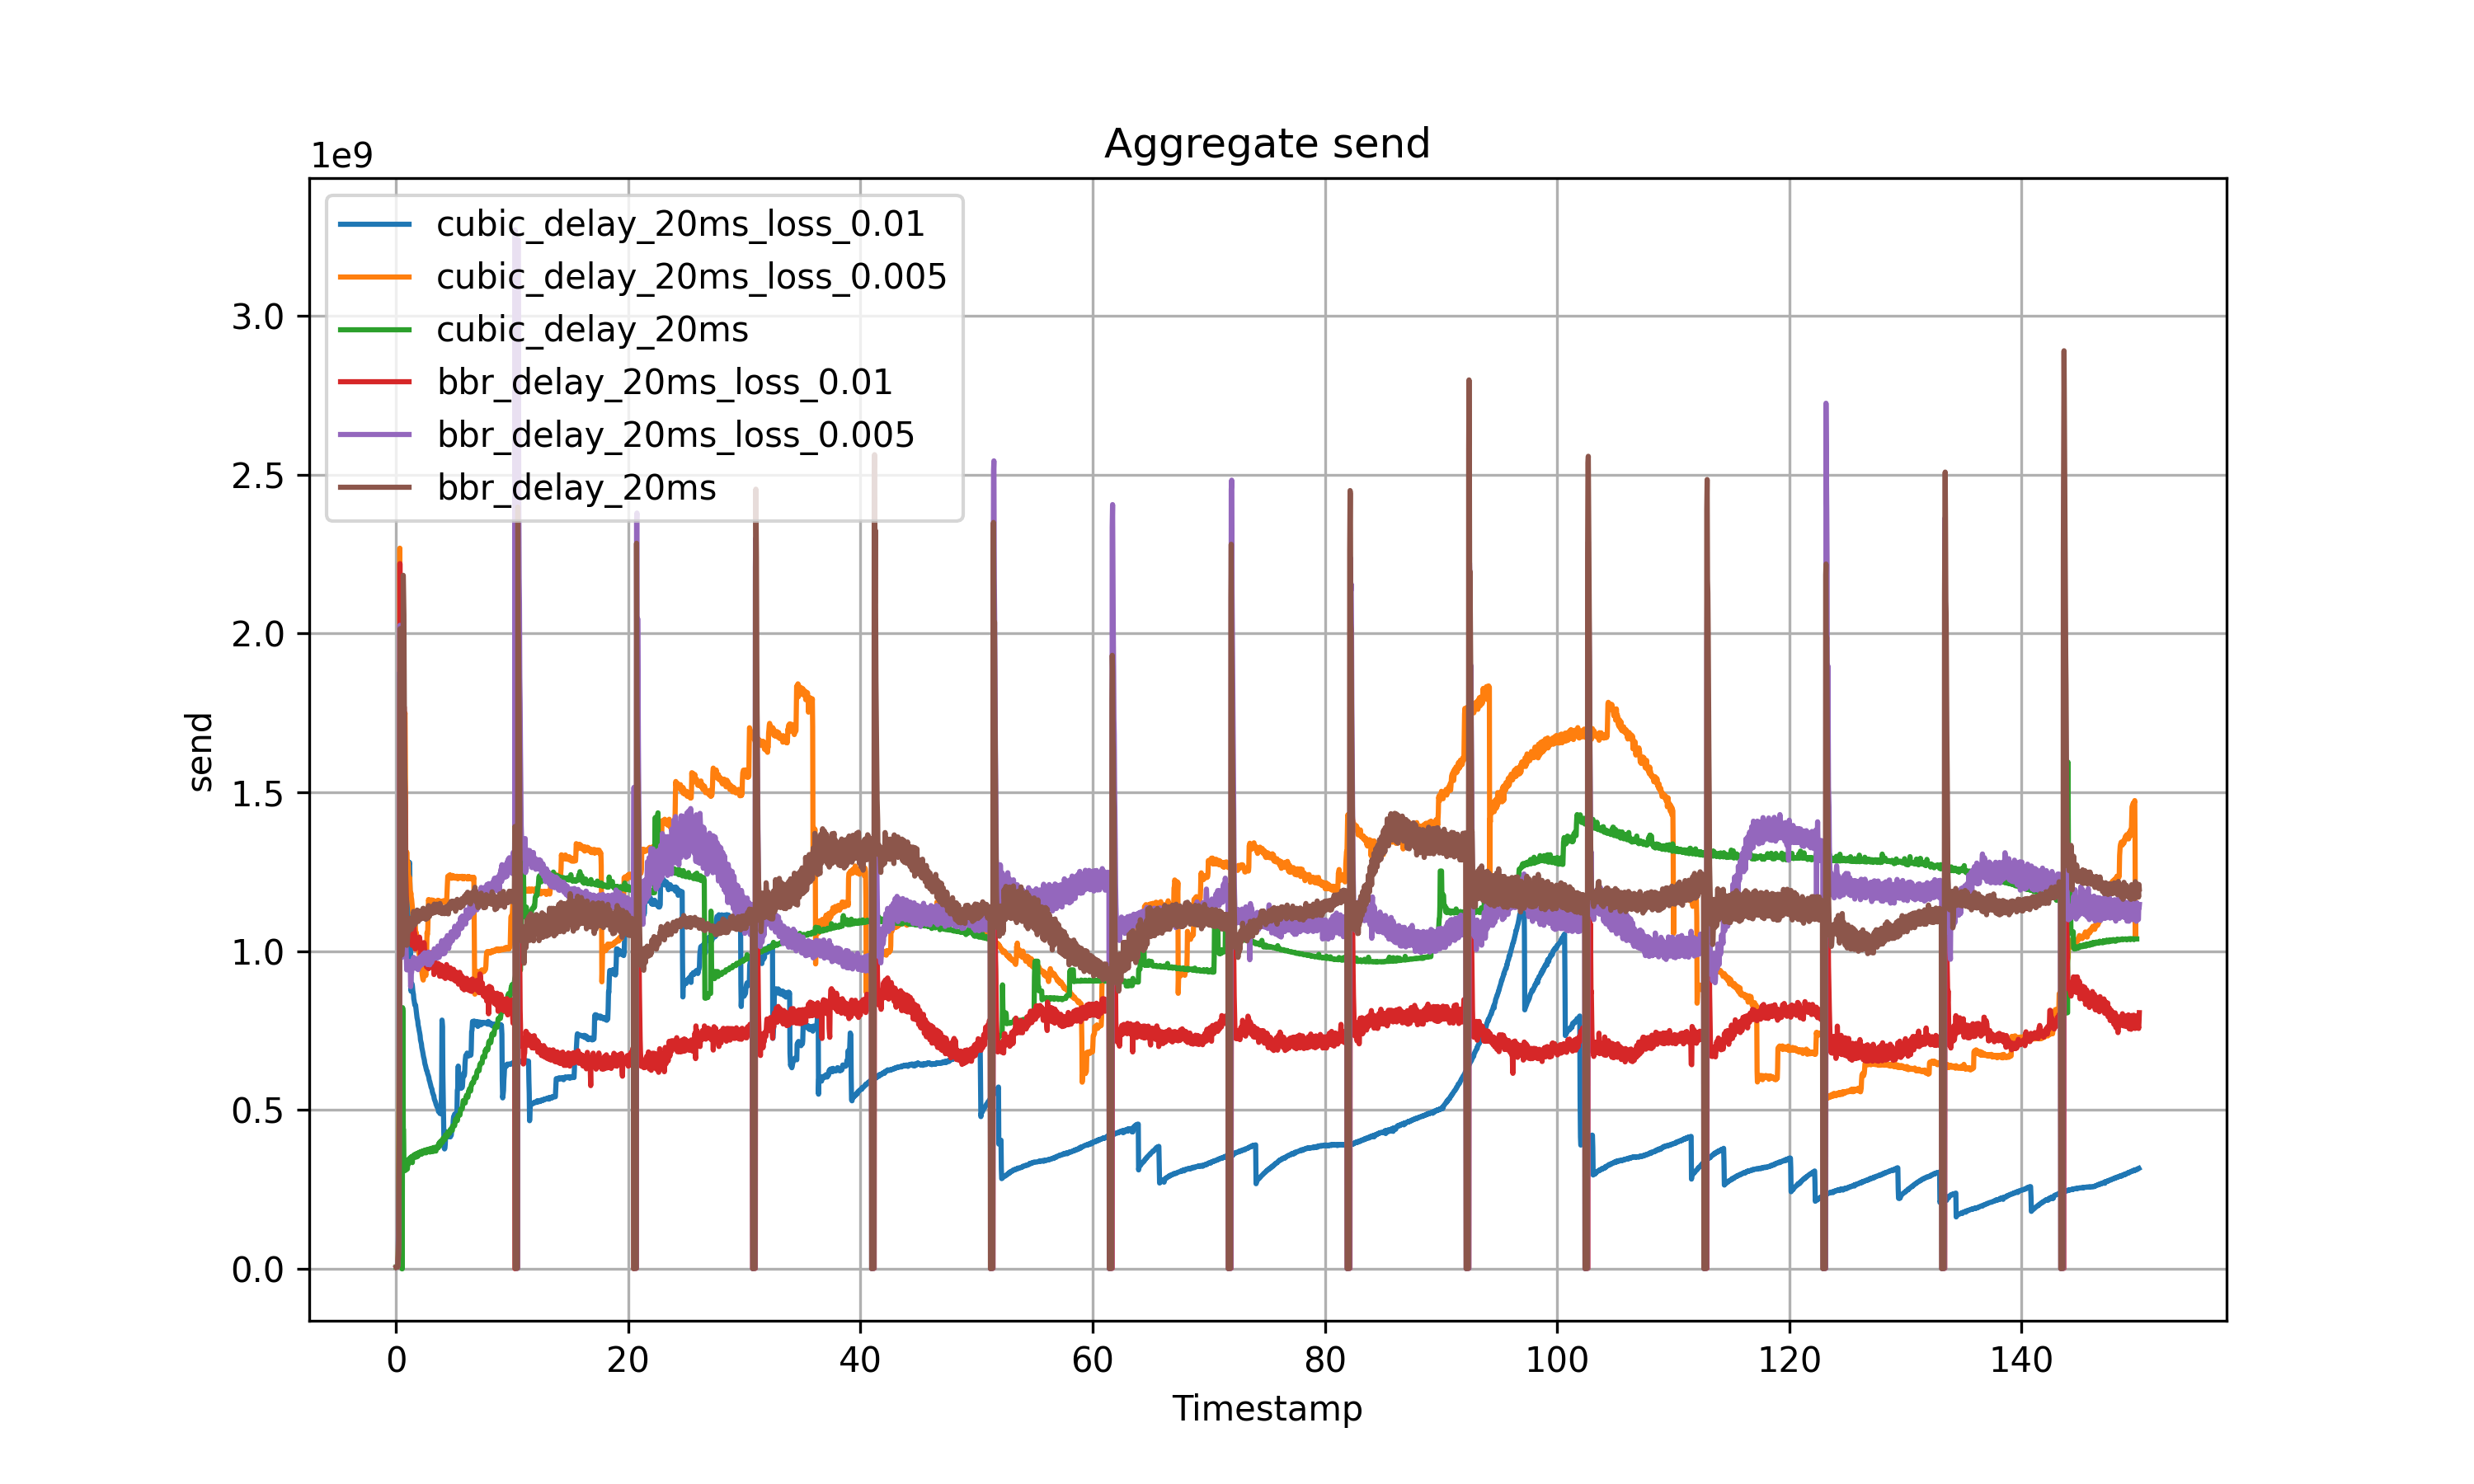 Aggregate send
1e9
cubic_delay_20ms_loss_0.01
cubic_delay_20ms_loss_0.005
cubic_delay_20ms
bbr_delay_20ms_loss_0.01
bbr_delay_20ms_loss_0.005
bbr_delay_20ms
3.0
2.5
2.0
1.5
1.0
0.5
0.0
send
0 20 40 60 80 100 120 140
Timestamp